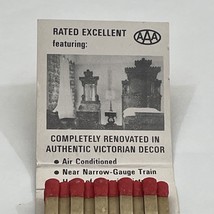 RATED EXCELLENT AAA
featuring:
COMPLETELY RENOVATED IN
AUTHENTIC VICTORIAN DECOR
• Air Conditioned
• Near Narrow-Gauge Train